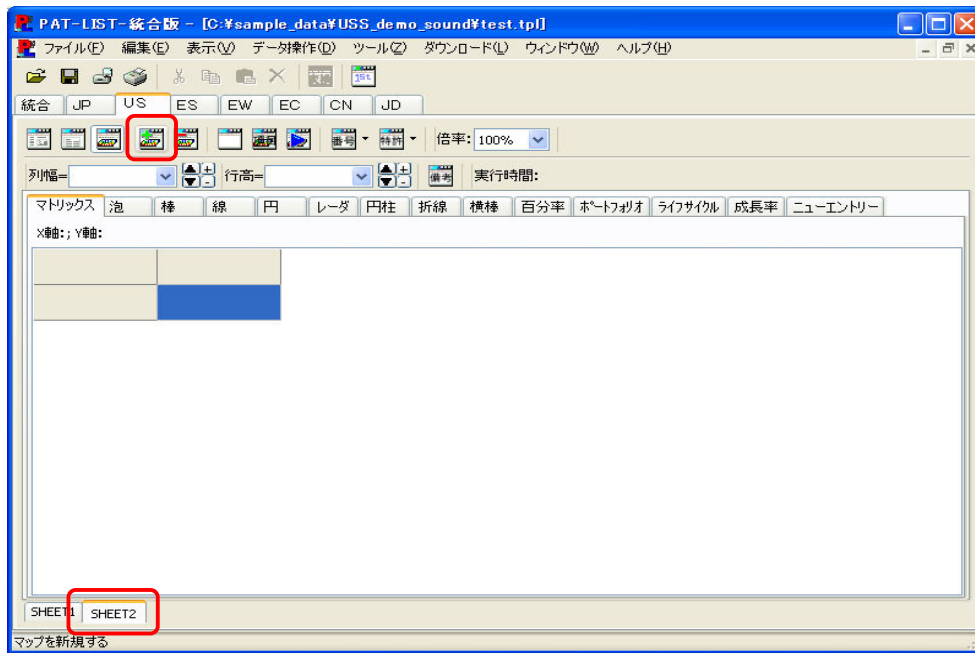 PAT-LIST-統合版 - [C:¥sample_data¥USS_demo_sound¥test.tpl]
ファイル(F) 編集(E) 表示(V) データ操作(D) ツール(Z) ダウンロード(L) ウィンドウ(W) ヘルプ(H)
1st
統合 JP US ES EW EC CN JD
番号 特許 倍率: 100%
列幅= + - 行高= + - 備考 実行時間:
マトリックス 泡 棒 線 円 レーダ 円柱 折線 横棒 百分率 ポートフォリオ ライフサイクル 成長率 ニューエントリー
X軸:; Y軸:
SHEET1 SHEET2
マップを新規する